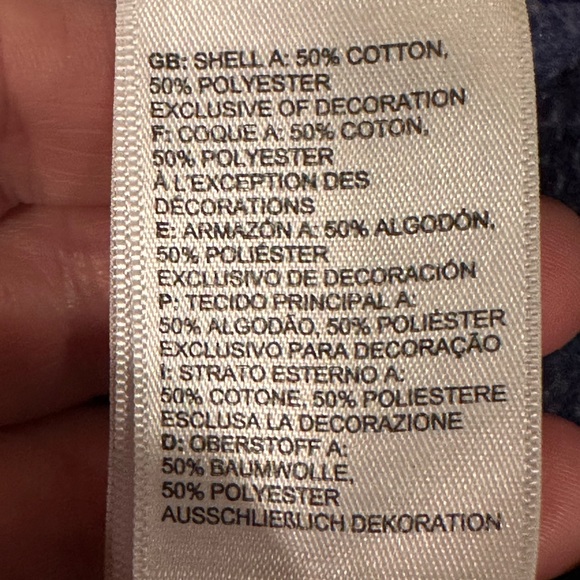 GB: SHELL A: 50% COTTON,
50% POLYESTER
EXCLUSIVE OF DECORATION
F: COQUE A: 50% COTON,
50% POLYESTER
À L'EXCEPTION DES
DÉCORATIONS
E: ARMAZÓN A: 50% ALGODÓN,
50% POLIÉSTER
EXCLUSIVO DE DECORACIÓN
P: TECIDO PRINCIPAL A:
50% ALGODÃO, 50% POLIÉSTER
EXCLUSIVO PARA DECORAÇÃO
I: STRATO ESTERNO A:
50% COTONE, 50% POLIESTERE
ESCLUSA LA DECORAZIONE
D: OBERSTOFF A:
50% BAUMWOLLE,
50% POLYESTER
AUSSCHLIEßLICH DEKORATION